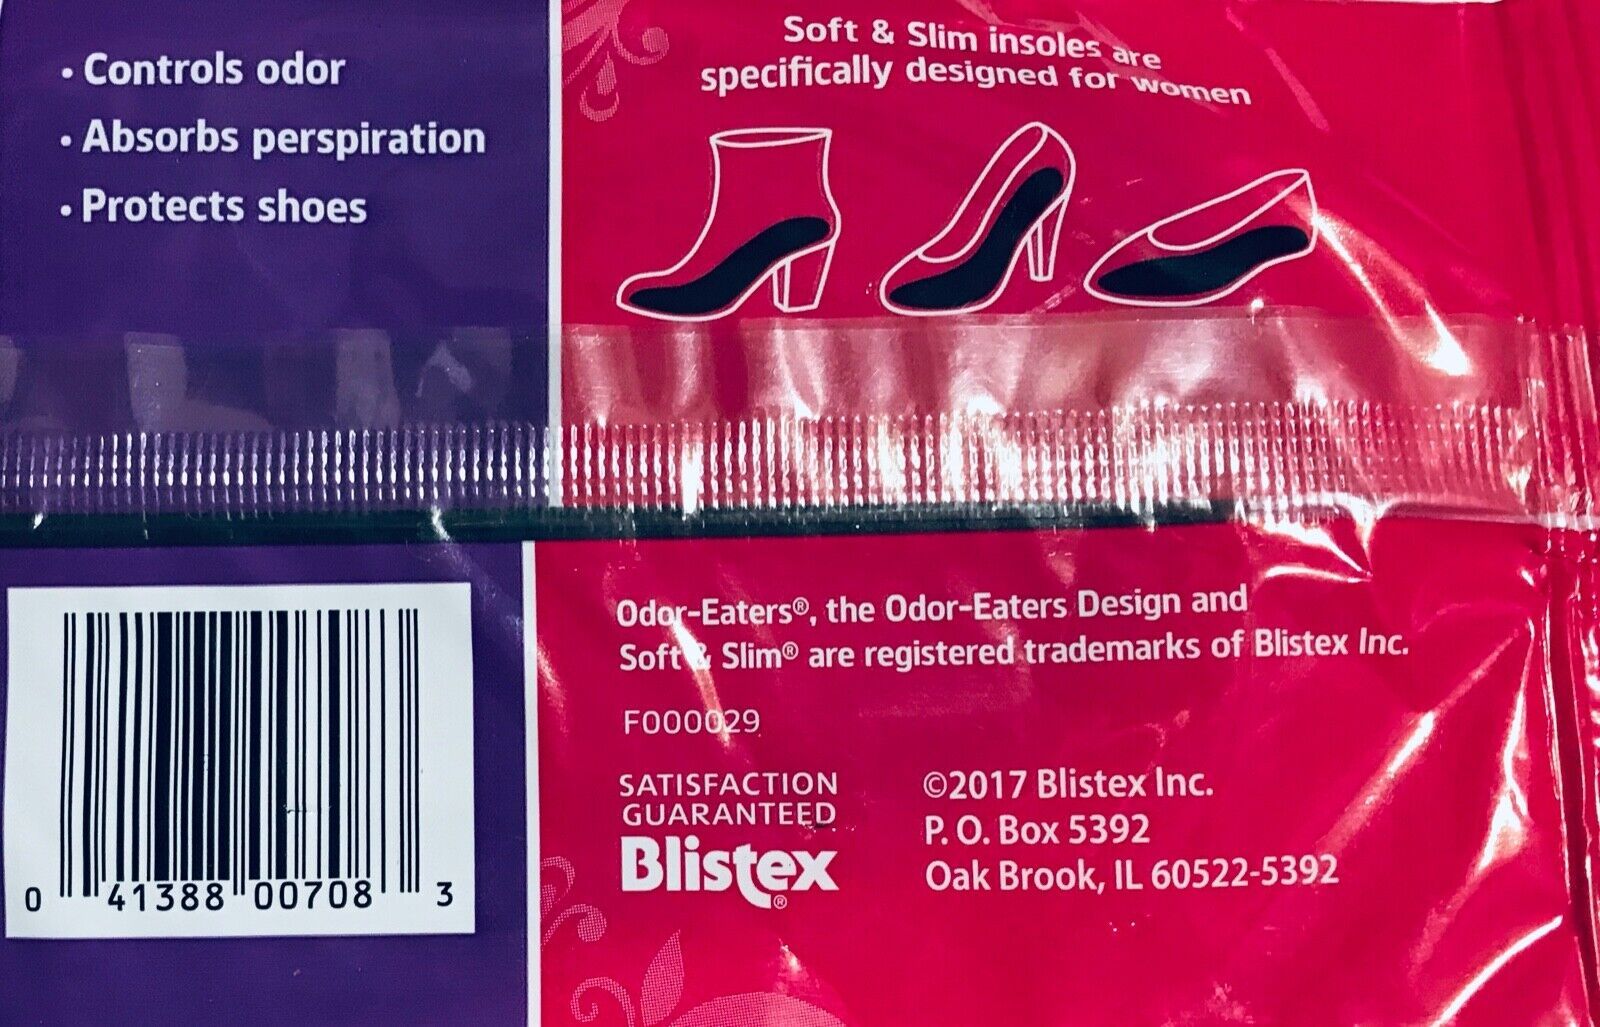 • Controls odor
• Absorbs perspiration
• Protects shoes
Soft & Slim insoles are
specifically designed for women
0 41388 00708 3
Odor-Eaters®, the Odor-Eaters Design and
Soft & Slim® are registered trademarks of Blistex Inc.
F000029
SATISFACTION
GUARANTEED
Blistex®
©2017 Blistex Inc.
P. O. Box 5392
Oak Brook, IL 60522-5392